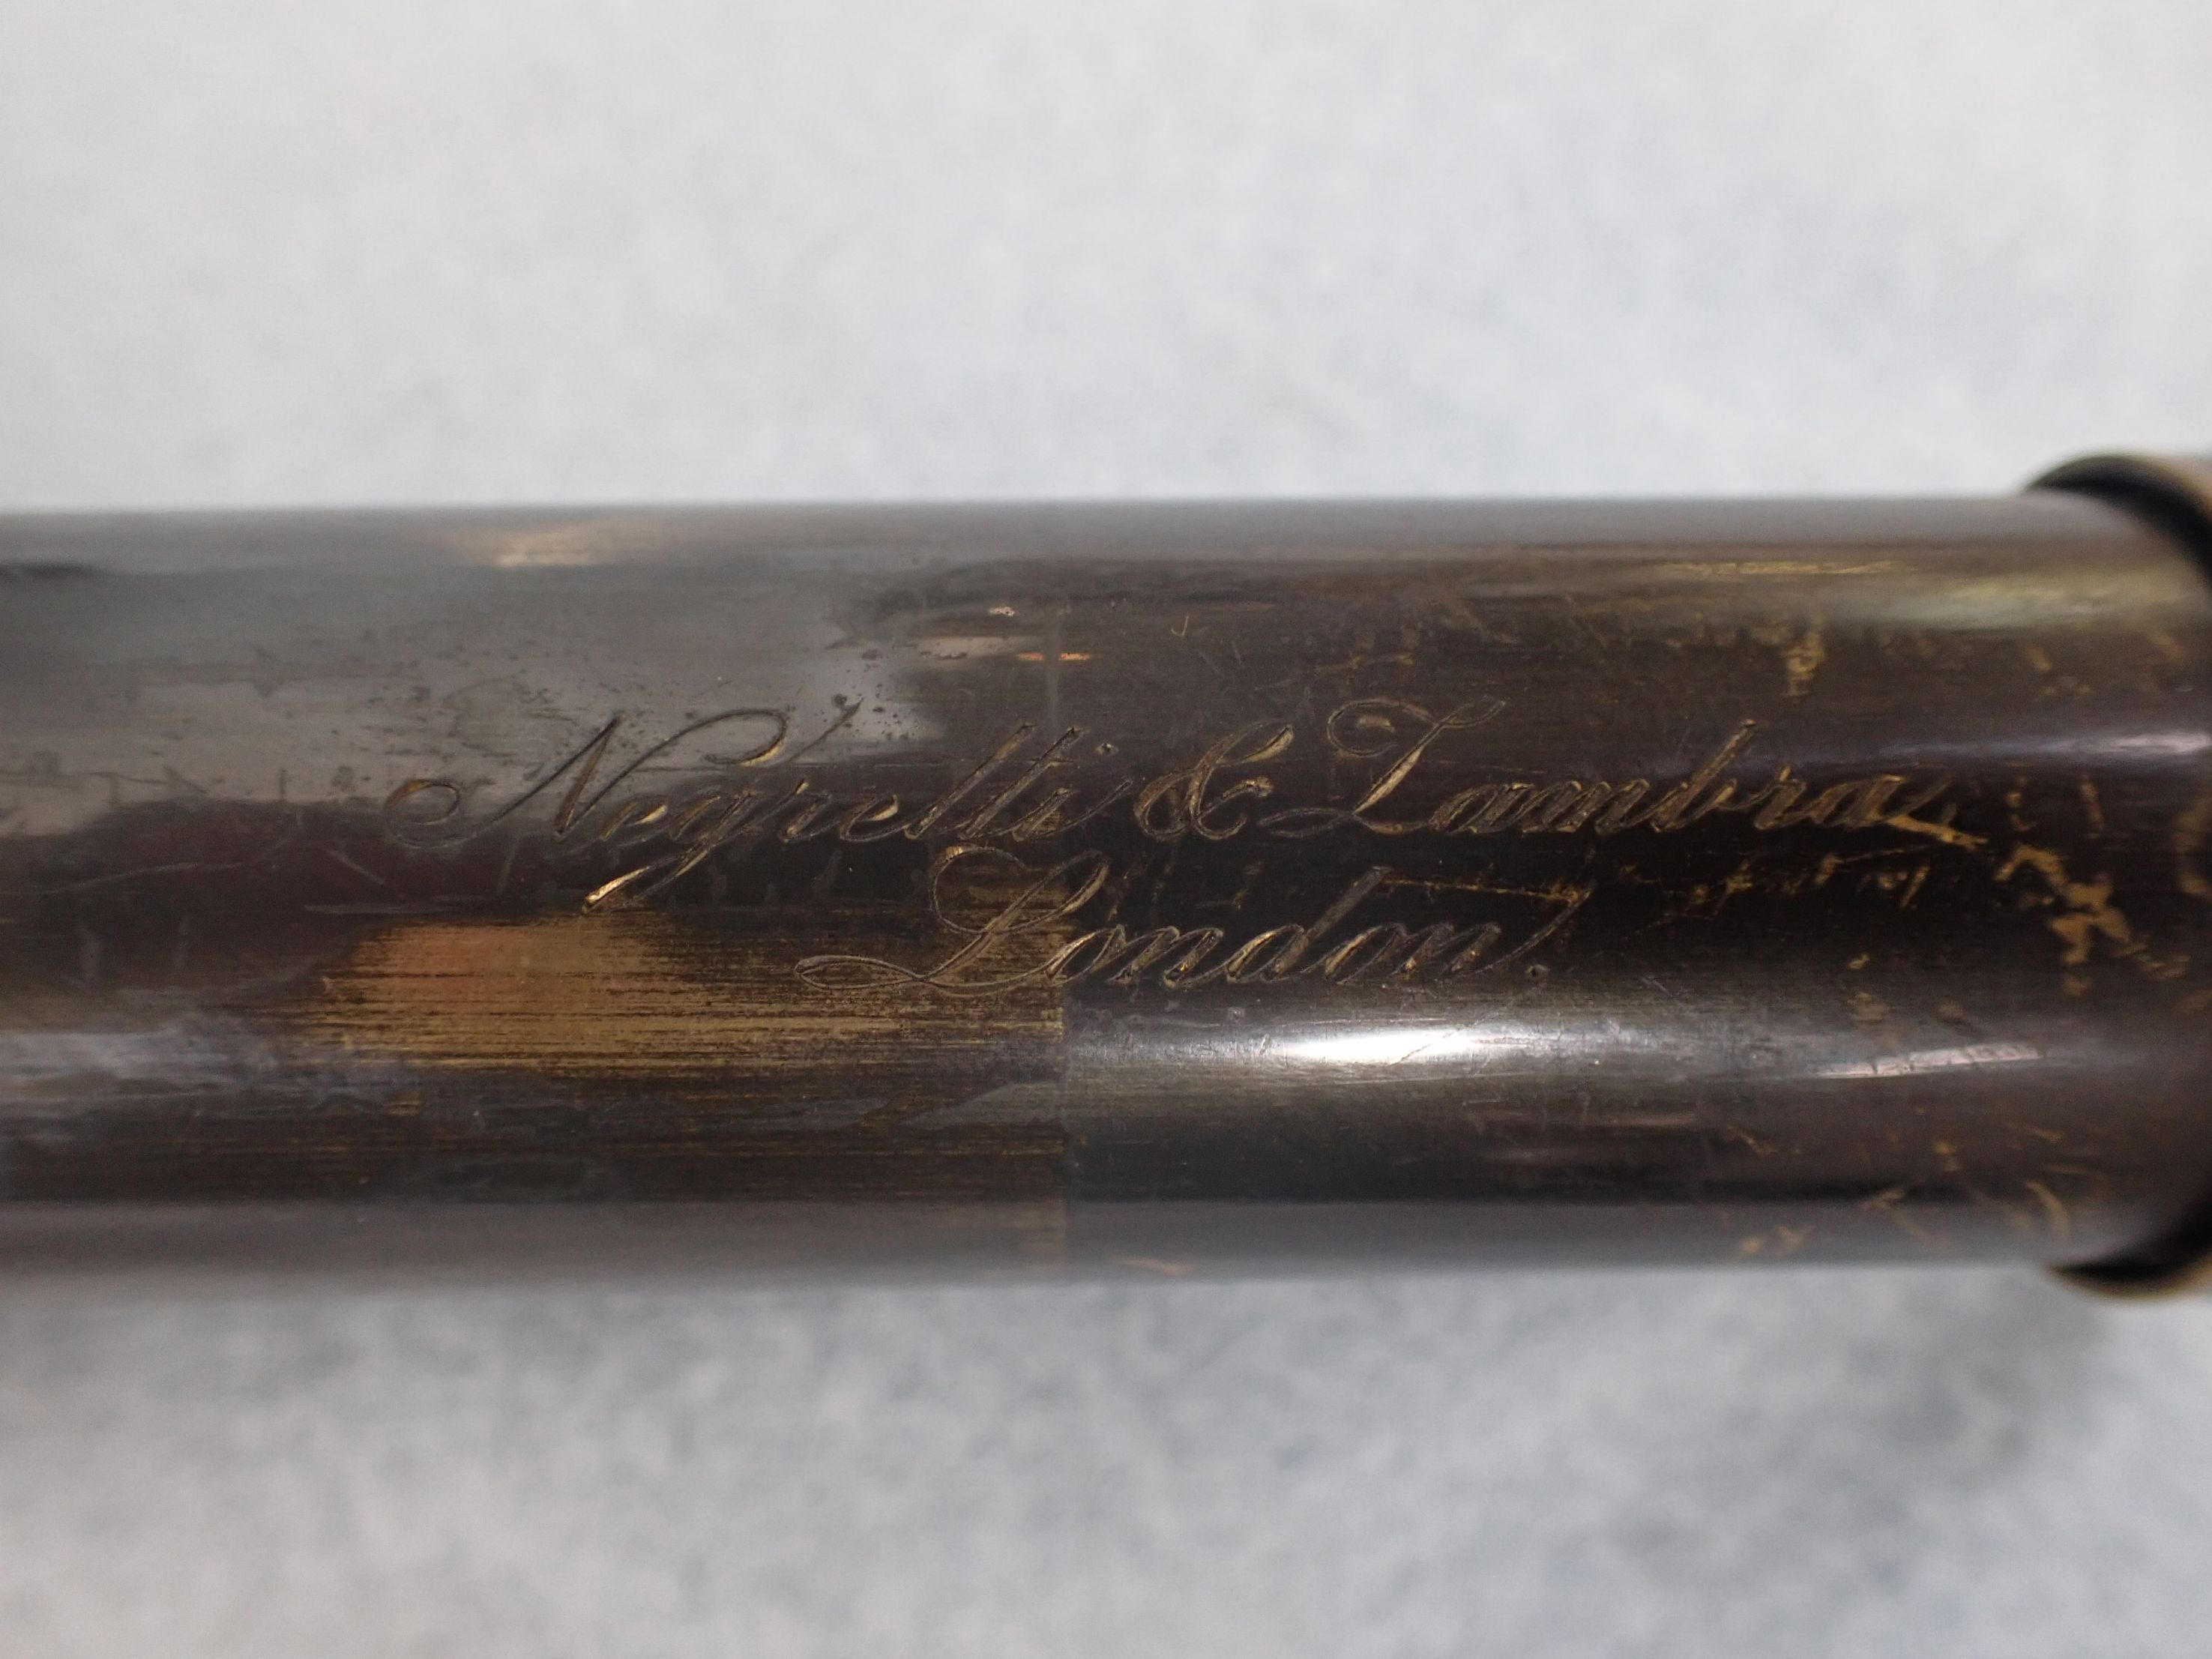 Negretti & Zambra
London.